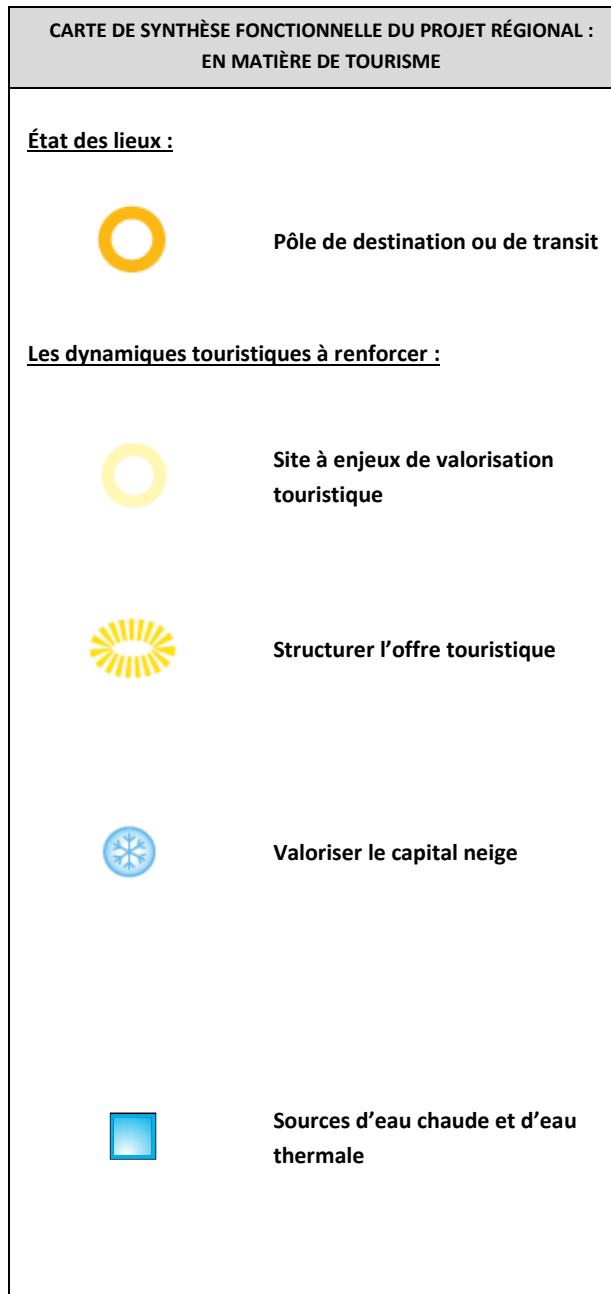 CARTE DE SYNTHÈSE FONCTIONNELLE DU PROJET RÉGIONAL :
EN MATIÈRE DE TOURISME
État des lieux :
Pôle de destination ou de transit
Les dynamiques touristiques à renforcer :
Site à enjeux de valorisation
touristique
Structurer l’offre touristique
Valoriser le capital neige
Sources d’eau chaude et d’eau
thermale